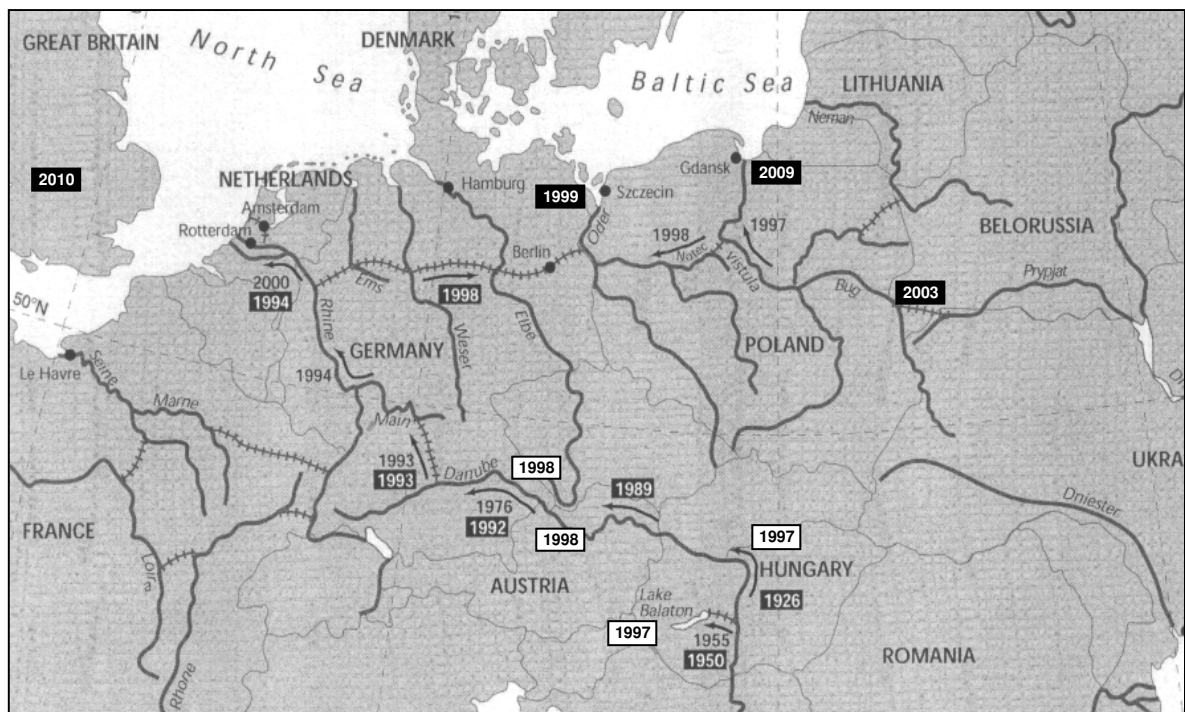 GREAT BRITAIN
North Sea
DENMARK
Baltic Sea
LITHUANIA
Neman
2010
NETHERLANDS
Amsterdam
Rotterdam
Hamburg
1999
Szczecin
Gdansk
2009
BELORUSSIA
Oder
1998
1997
Notec
Vistula
Berlin
Bug
2003
Prypjat
50°N
2000
1994
Ems
1998
Rhine
Weser
Elbe
GERMANY
POLAND
Le Havre
Seine
Marne
1994
Main
1993
1993
Danube
1998
1976
1992
1998
1989
UKRA
Dniester
FRANCE
Loire
Rhone
AUSTRIA
1997
HUNGARY
1926
Lake
Balaton
1997
1955
1950
ROMANIA